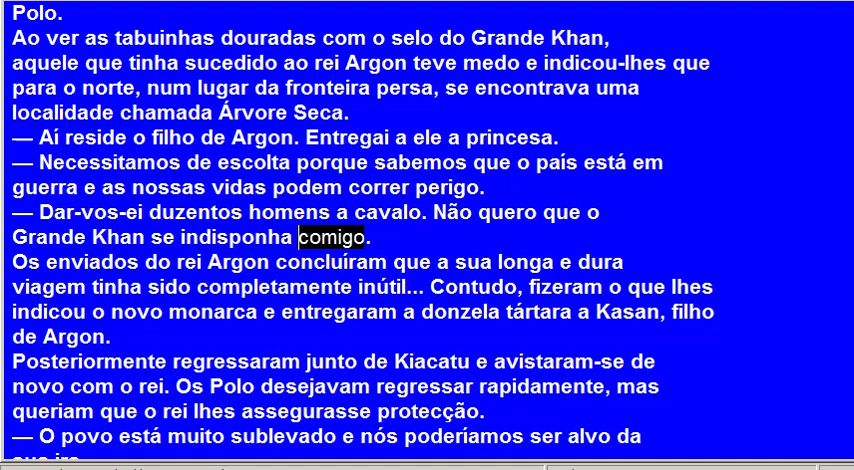 Polo.
Ao ver as tabuinhas douradas com o selo do Grande Khan,
aquele que tinha sucedido ao rei Argon teve medo e indicou-lhes que
para o norte, num lugar da fronteira persa, se encontrava uma
localidade chamada Árvore Seca.
— Aí reside o filho de Argon. Entregai a ele a princesa.
— Necessitamos de escolta porque sabemos que o país está em
guerra e as nossas vidas podem correr perigo.
— Dar-vos-ei duzentos homens a cavalo. Não quero que o
Grande Khan se indisponha comigo.
Os enviados do rei Argon concluíram que a sua longa e dura
viagem tinha sido completamente inútil... Contudo, fizeram o que lhes
indicou o novo monarca e entregaram a donzela tártara a Kasan, filho
de Argon.
Posteriormente regressaram junto de Kiacatu e avistaram-se de
novo com o rei. Os Polo desejavam regressar rapidamente, mas
queriam que o rei lhes assegurasse protecção.
— O povo está muito sublevado e nós poderíamos ser alvo da